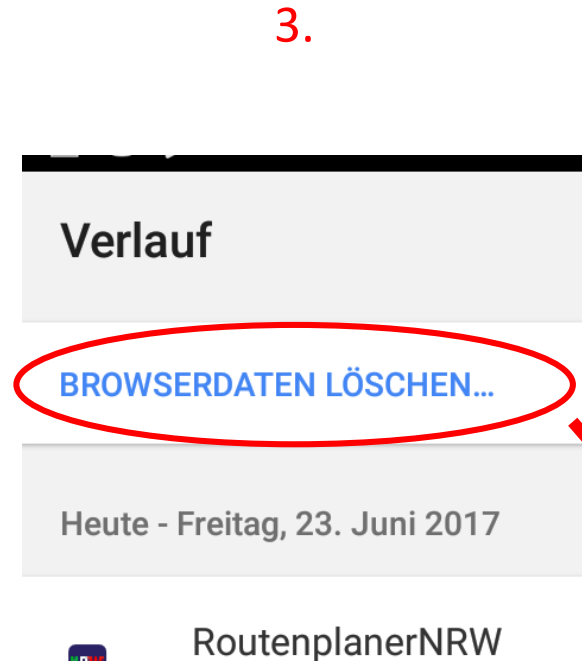 3.
Verlauf
BROWSERDATEN LÖSCHEN...
Heute - Freitag, 23. Juni 2017
RoutenplanerNRW